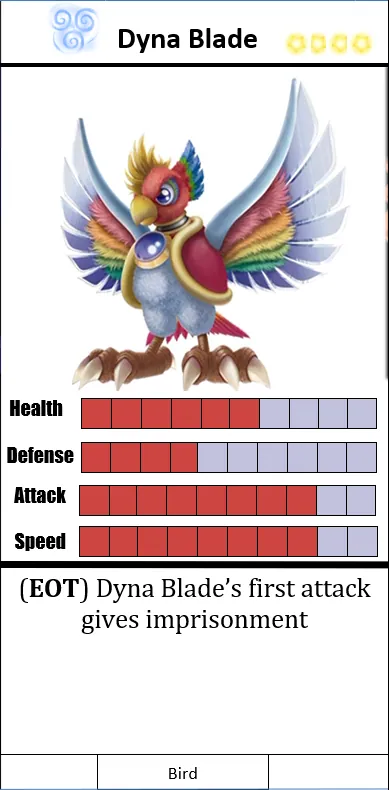 Dyna Blade
Health
Defense
Attack
Speed
(EOT) Dyna Blade’s first attack
gives imprisonment
Bird